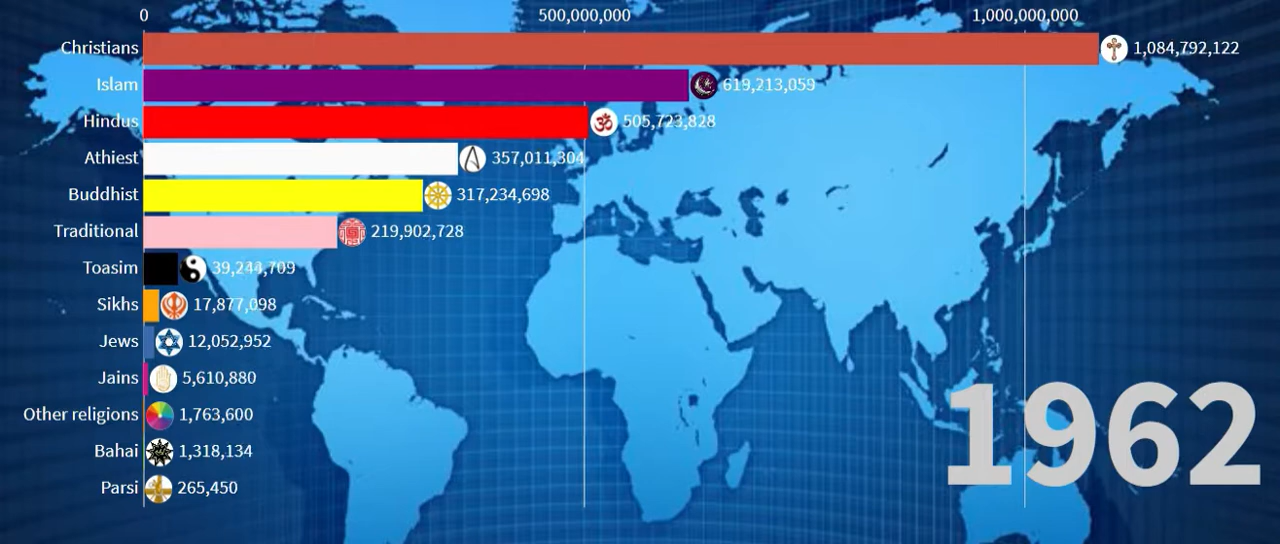 0 500,000,000 1,000,000,000
Christians 1,084,792,122
Islam 619,213,059
Hindus 505,723,828
Athiest 357,011,304
Buddhist 317,234,698
Traditional 219,902,728
Toasim 39,244,709
Sikhs 17,877,098
Jews 12,052,952
Jains 5,610,880
Other religions 1,763,600
Bahai 1,318,134
Parsi 265,450
1962